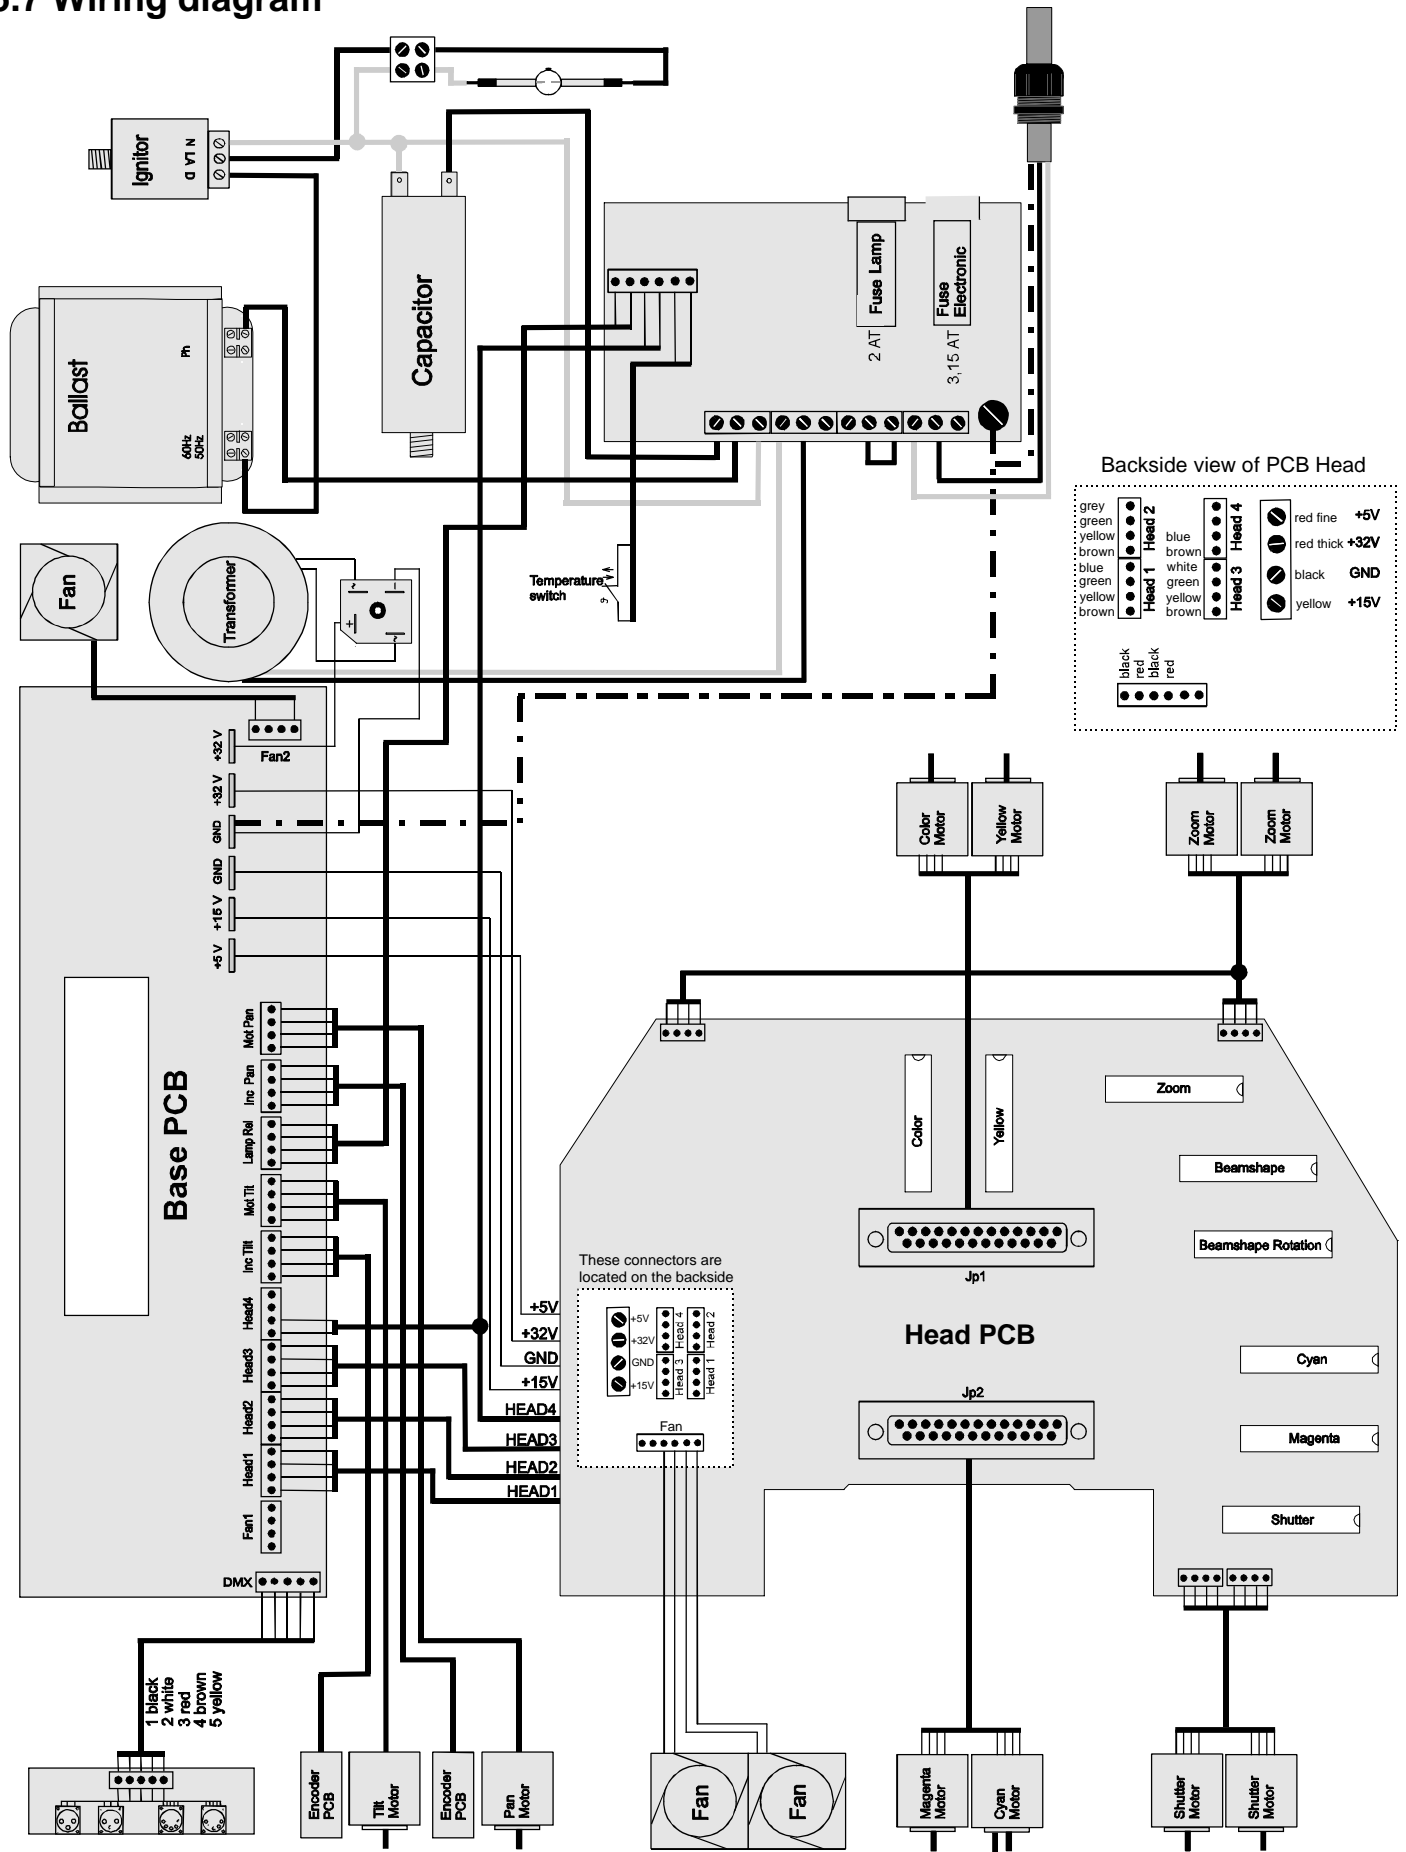 5.7 Wiring diagram
Ignitor
N LA D
Capacitor
Fuse Lamp
Fuse
Electronic
2 AT
3,15 AT
Ballast
Ph
60Hz
50Hz
Backside view of PCB Head
grey
green
yellow
brown
Head 2
blue
brown
Head 4
red fine +5V
red thick +32V
black GND
yellow +15V
blue
green
yellow
brown
Head 1
white
green
yellow
brown
Head 3
black
red
black
red
Fan
Transformer
~
−
+
~
Temperature
switch
Fan2
+32 V
+32 V
GND
GND
+15 V
+5 V
Color
Motor
Yellow
Motor
Zoom
Motor
Zoom
Motor
Base PCB
Mot Pan
Inc Pan
Lamp Rel
Mot Tit
Inc Tilt
Head4
Head3
Head2
Head1
Fan1
DMX
Color
Yellow
Zoom
Beamshape
Beamshape Rotation
Jp1
These connectors are
located on the backside
+5V
+32V
GND
+15V
HEAD4
HEAD3
HEAD2
HEAD1
+5V
+32V
GND
+15V
Head 4
Head 2
Head 3
Head 1
Fan
Head PCB
Jp2
Cyan
Magenta
Shutter
1 black
2 white
3 red
4 brown
5 yellow
Encoder
PCB
Tilt
Motor
Encoder
PCB
Pan
Motor
Fan
Fan
Magenta
Motor
Cyan
Motor
Shutter
Motor
Shutter
Motor